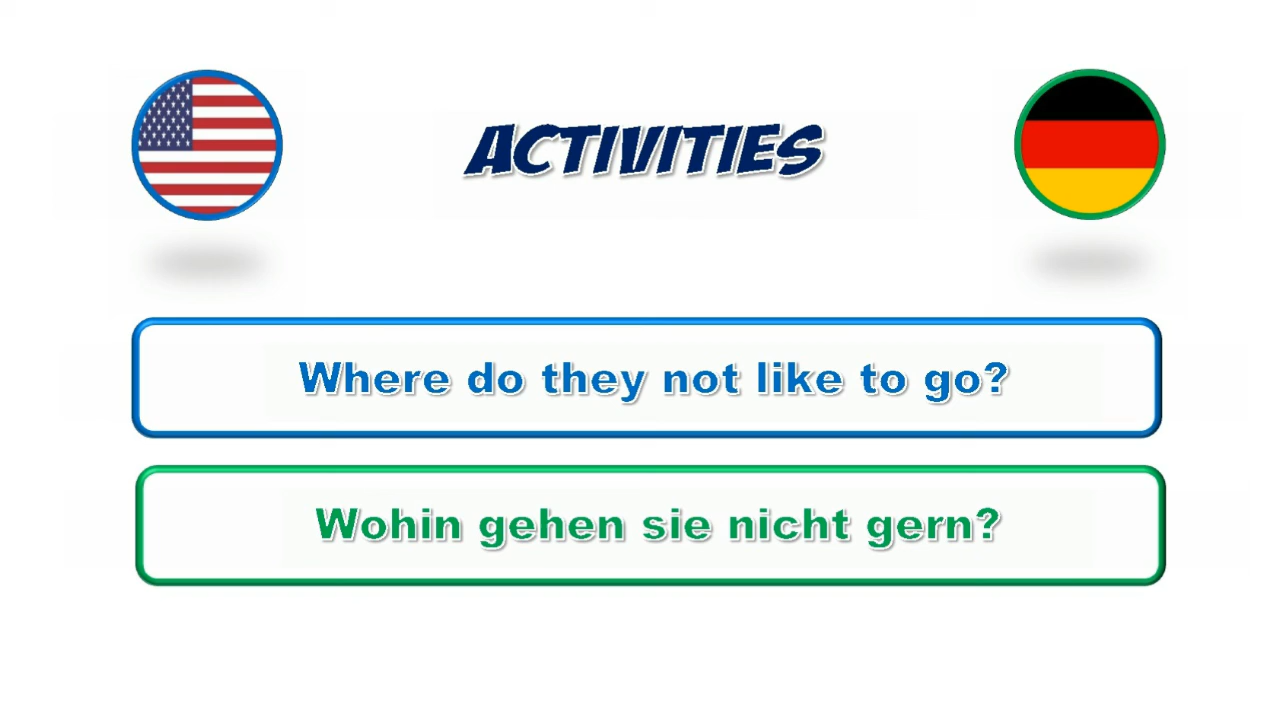 ACTIVITIES
Where do they not like to go?
Wohin gehen sie nicht gern?